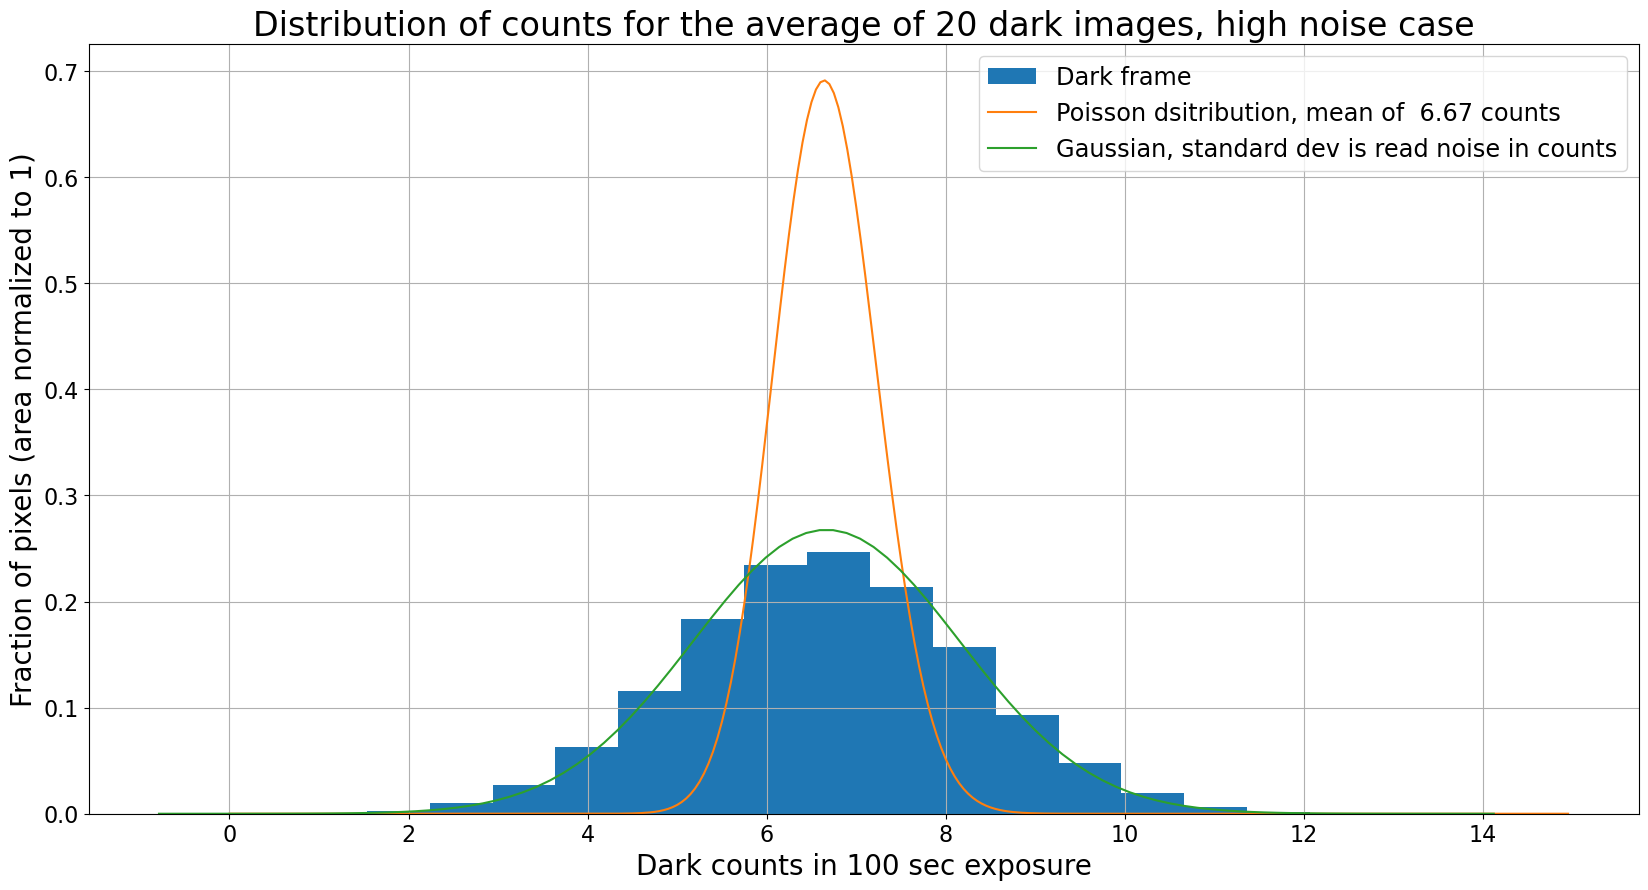 Distribution of counts for the average of 20 dark images, high noise case
Dark frame
Poisson dsitribution, mean of  6.67 counts
Gaussian, standard dev is read noise in counts
Fraction of pixels (area normalized to 1)
0.7
0.6
0.5
0.4
0.3
0.2
0.1
0.0
0 2 4 6 8 10 12 14
Dark counts in 100 sec exposure